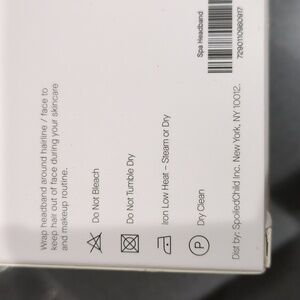 Wrap headband around hairline / face to
keep hair out of face during your skincare
and makeup routine.
Do Not Bleach
Do Not Tumble Dry
Iron Low Heat – Steam or Dry
P
Dry Clean
Dist by: SpoiledChild Inc. New York, NY 10012.
Spa Headband
7290110980917